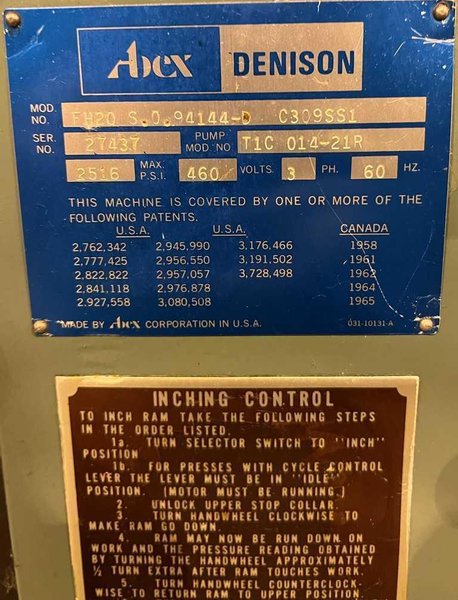 Abex DENISON
MOD. NO. FH20 S.O.94144-D C309SS1
SER. NO. 27437 PUMP MOD NO T1C 014-21R
2516 MAX. P.S.I. 460 VOLTS 3 PH. 60 HZ.
THIS MACHINE IS COVERED BY ONE OR MORE OF THE
FOLLOWING PATENTS.
U.S.A. U.S.A. CANADA
2,762,342 2,945,990 3,176,466 1958
2,777,425 2,956,550 3,191,502 1961
2,822,822 2,957,057 3,728,498 1962
2,841,118 2,976,878 1964
2,927,558 3,080,508 1965
MADE BY Abex CORPORATION IN U.S.A. 031-10131-A
INCHING CONTROL
TO INCH RAM TAKE THE FOLLOWING STEPS
IN THE ORDER LISTED.
1a. TURN SELECTOR SWITCH TO "INCH"
POSITION
1b. FOR PRESSES WITH CYCLE CONTROL
LEVER THE LEVER MUST BE IN "IDLE"
POSITION. (MOTOR MUST BE RUNNING.)
2. UNLOCK UPPER STOP COLLAR.
3. TURN HANDWHEEL CLOCKWISE TO
MAKE RAM GO DOWN.
4. RAM MAY NOW BE RUN DOWN ON
WORK AND THE PRESSURE READING OBTAINED
BY TURNING THE HANDWHEEL APPROXIMATELY
½ TURN EXTRA AFTER RAM TOUCHES WORK.
5. TURN HANDWHEEL COUNTERCLOCK-
WISE TO RETURN RAM TO UPPER POSITION.